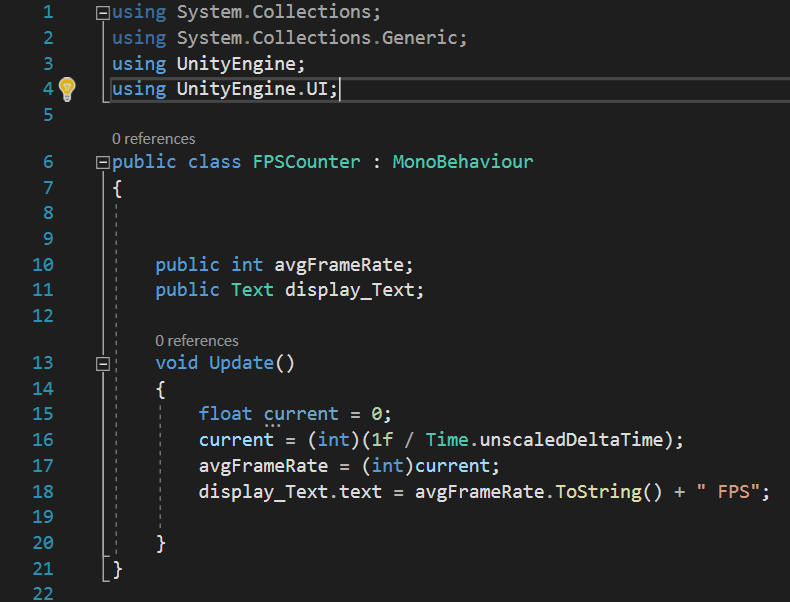 1 using System.Collections;
2 using System.Collections.Generic;
3 using UnityEngine;
4 using UnityEngine.UI;
5
0 references
6 public class FPSCounter : MonoBehaviour
7 {
8
9
10 public int avgFrameRate;
11 public Text display_Text;
12
0 references
13 void Update()
14 {
15 float current = 0;
16 current = (int)(1f / Time.unscaledDeltaTime);
17 avgFrameRate = (int)current;
18 display_Text.text = avgFrameRate.ToString() + " FPS";
19
20 }
21 }
22